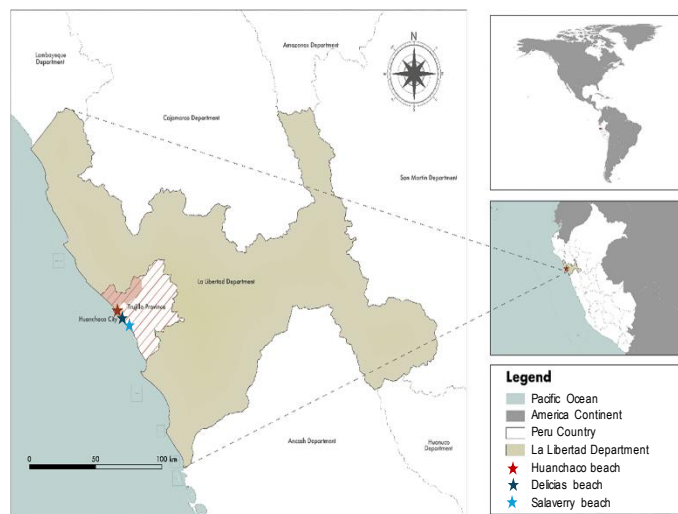 Lambayeque
Department
Amazonas Department
N
Cajamarca Department
San Martin Department
La Libertad Department
Trujillo Province
Huanchaco City
Ancash Department
Huanuco
Department
0 50 100 km
Legend
Pacific Ocean
America Continent
Peru Country
La Libertad Department
Huanchaco beach
Delicias beach
Salaverry beach